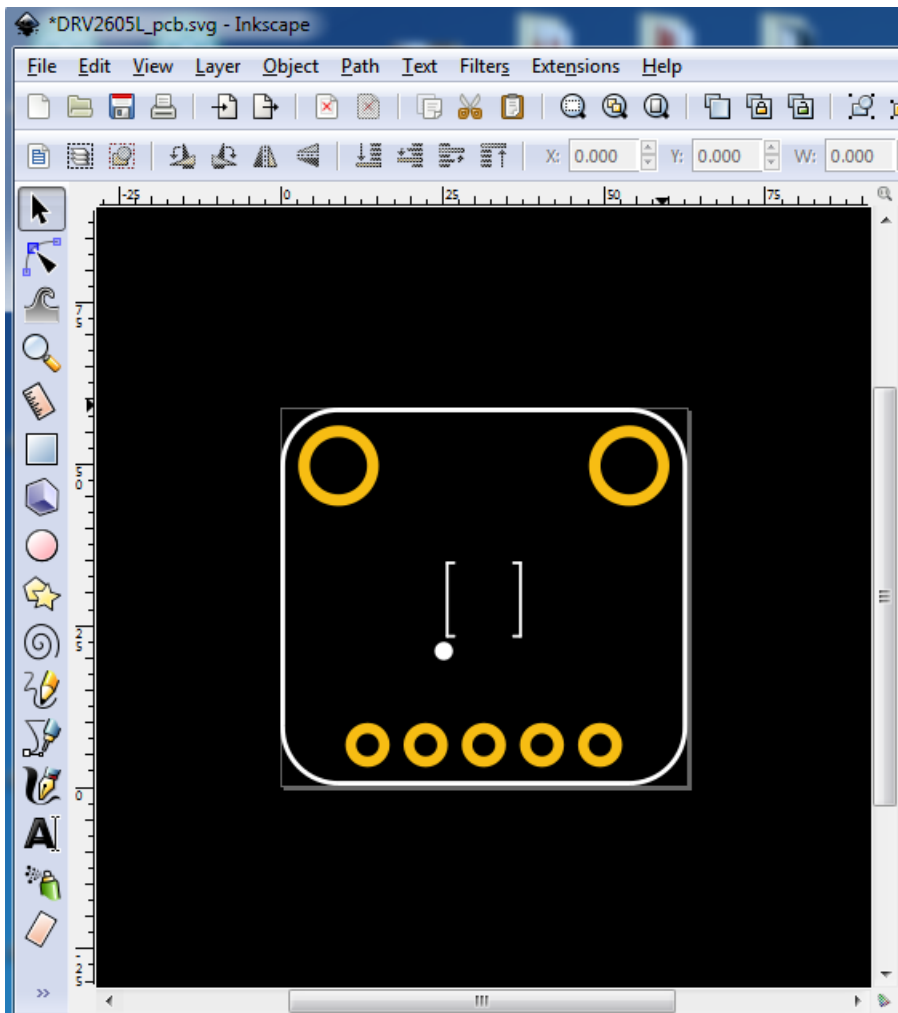 *DRV2605L_pcb.svg - Inkscape
File Edit View Layer Object Path Text Filters Extensions Help
X: 0.000 Y: 0.000 W: 0.000
-25 0 25 50 75
75
50
25
0
-25